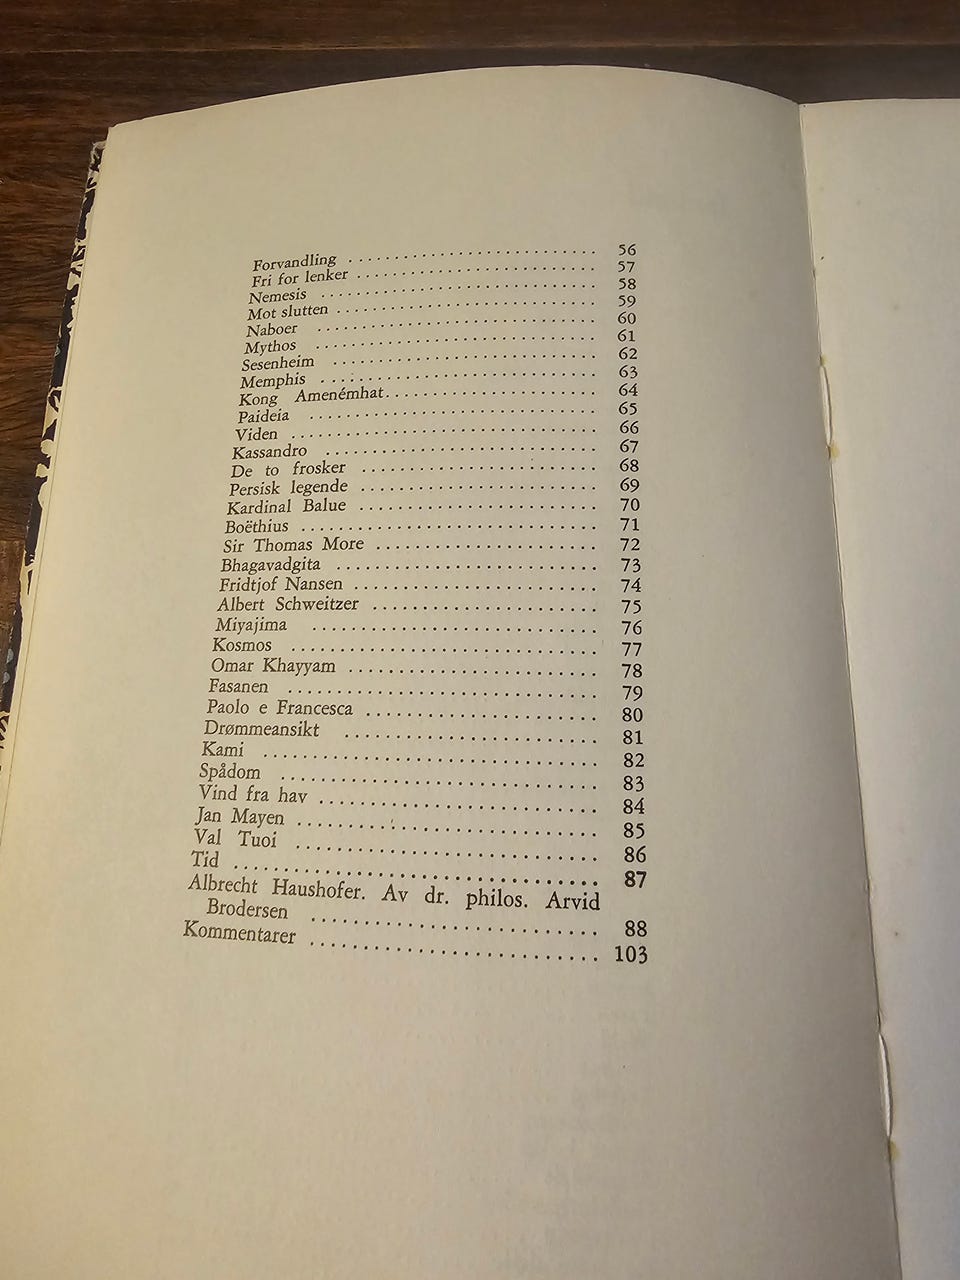 Forvandling ........................ 56
Fri for lenker ........................ 57
Nemesis ........................ 58
Mot slutten ........................ 59
Naboer ........................ 60
Mythos ........................ 61
Sesenheim ........................ 62
Memphis ........................ 63
Kong Amenémhat ........................ 64
Paideia ........................ 65
Viden ........................ 66
Kassandro ........................ 67
De to frosker ........................ 68
Persisk legende ........................ 69
Kardinal Balue ........................ 70
Boëthius ........................ 71
Sir Thomas More ........................ 72
Bhagavadgita ........................ 73
Fridtjof Nansen ........................ 74
Albert Schweitzer ........................ 75
Miyajima ........................ 76
Kosmos ........................ 77
Omar Khayyam ........................ 78
Fasanen ........................ 79
Paolo e Francesca ........................ 80
Drømmeansikt ........................ 81
Kami ........................ 82
Spådom ........................ 83
Vind fra hav ........................ 84
Jan Mayen ........................ 85
Val Tuoi ........................ 86
Tid ........................ 87
Albrecht Haushofer. Av dr. philos. Arvid
Brodersen ........................ 88
Kommentarer ........................ 103